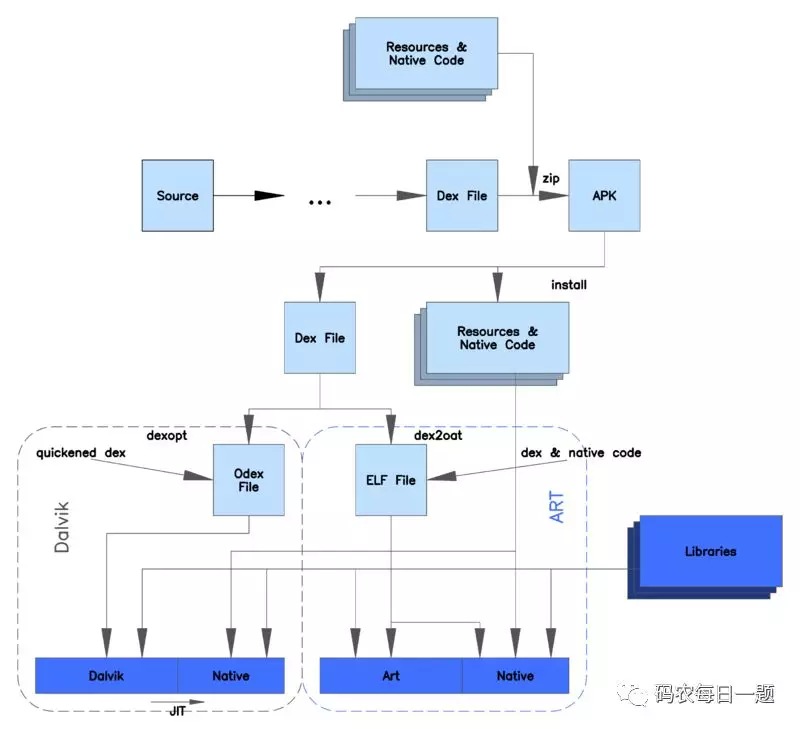 Resources &
Native Code
Source
...
Dex File
zip
APK
install
Dex File
Resources &
Native Code
dexopt
dex2oat
quickened dex
Odex
File
ELF File
dex & native code
Dalvik
ART
Libraries
Dalvik
Native
Art
Native
JIT
码农每日一题